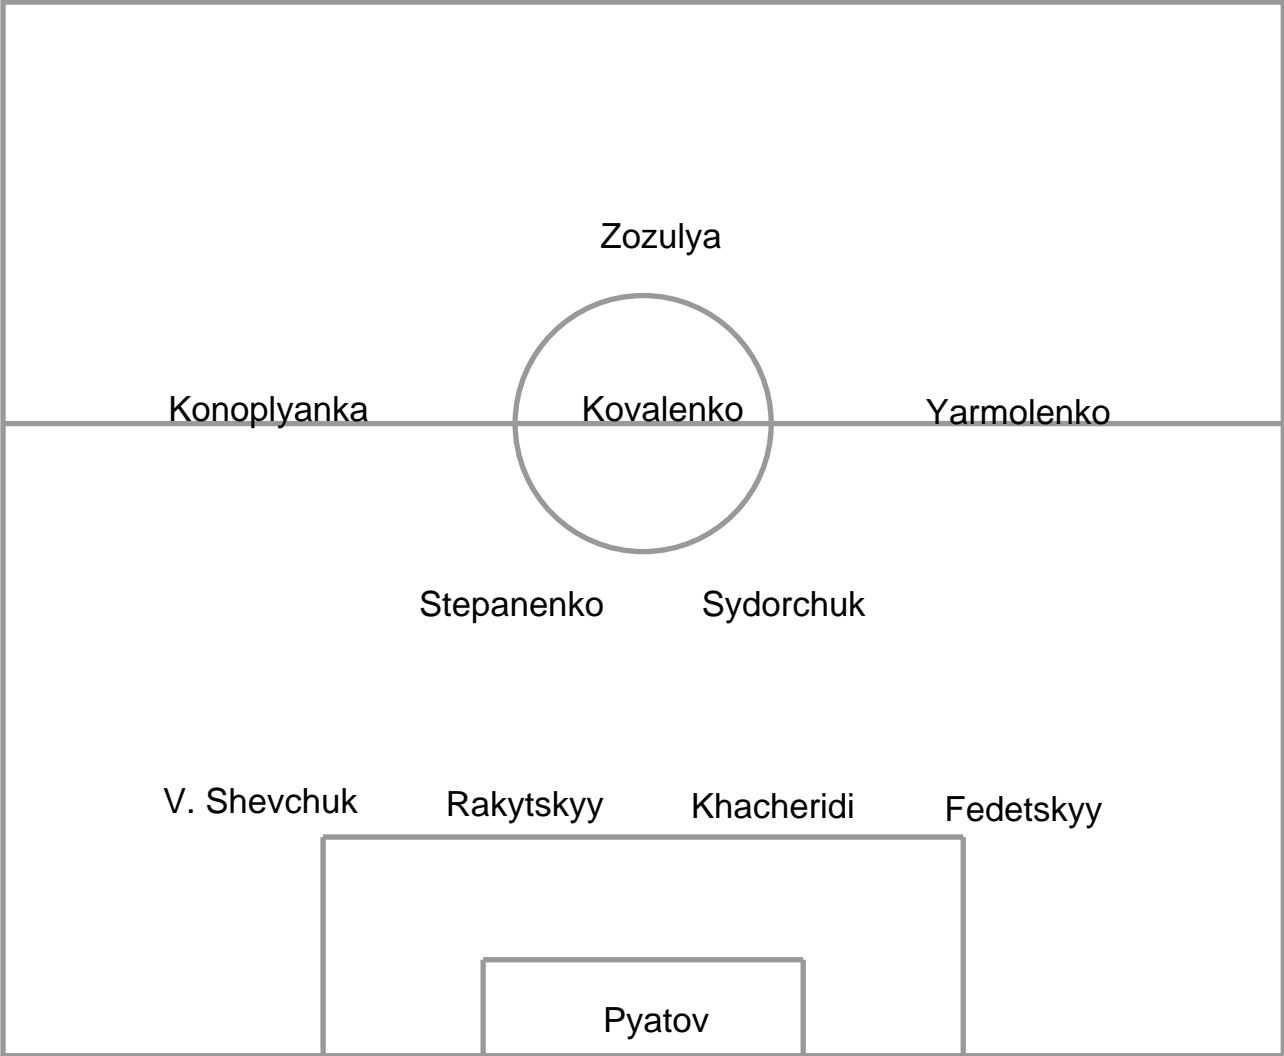 Zozulya
Konoplyanka Kovalenko Yarmolenko
Stepanenko Sydorchuk
V. Shevchuk Rakytskyy Khacheridi Fedetskyy
Pyatov